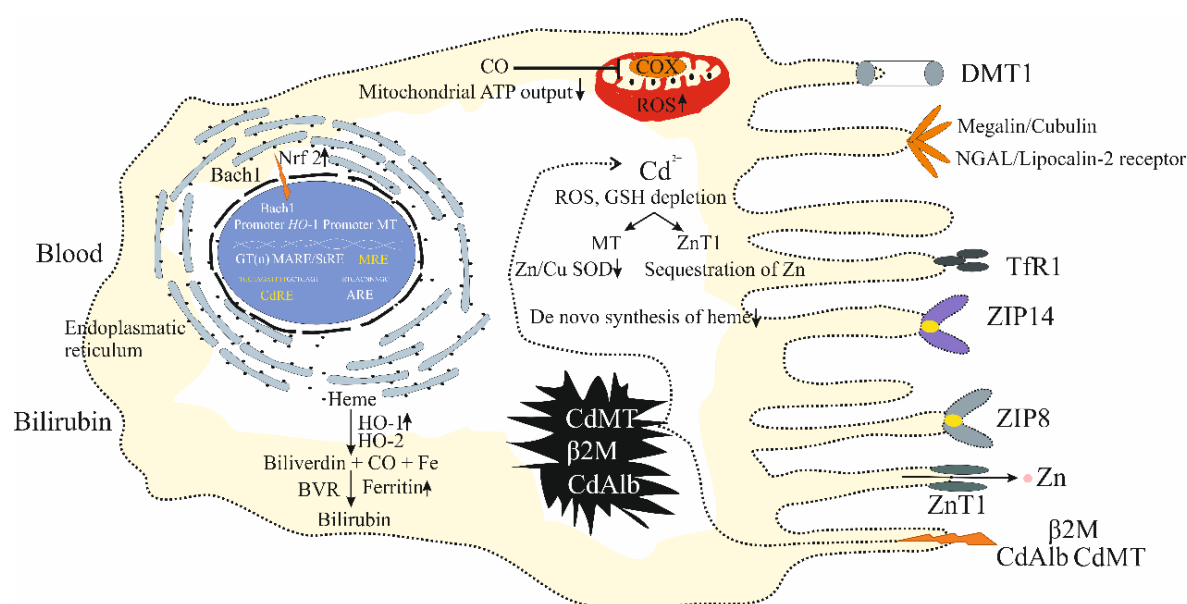 CO
COX
Mitochondrial ATP output
ROS
DMT1
Megalin/Cubulin
NGAL/Lipocalin-2 receptor
Nrf 2
Bach1
Bach1
Promoter HO-1 Promoter MT
GT(n) MARE/StRE MRE
CdRE ARE
Cd²⁻
ROS, GSH depletion
MT ZnT1
Zn/Cu SOD Sequestration of Zn
De novo synthesis of heme
Blood
Endoplasmatic
reticulum
Bilirubin
TfR1
ZIP14
ZIP8
Zn
ZnT1
β2M
CdAlb CdMT
Heme
HO-1
HO-2
Biliverdin + CO + Fe
BVR Ferritin
Bilirubin
CdMT
β2M
CdAlb